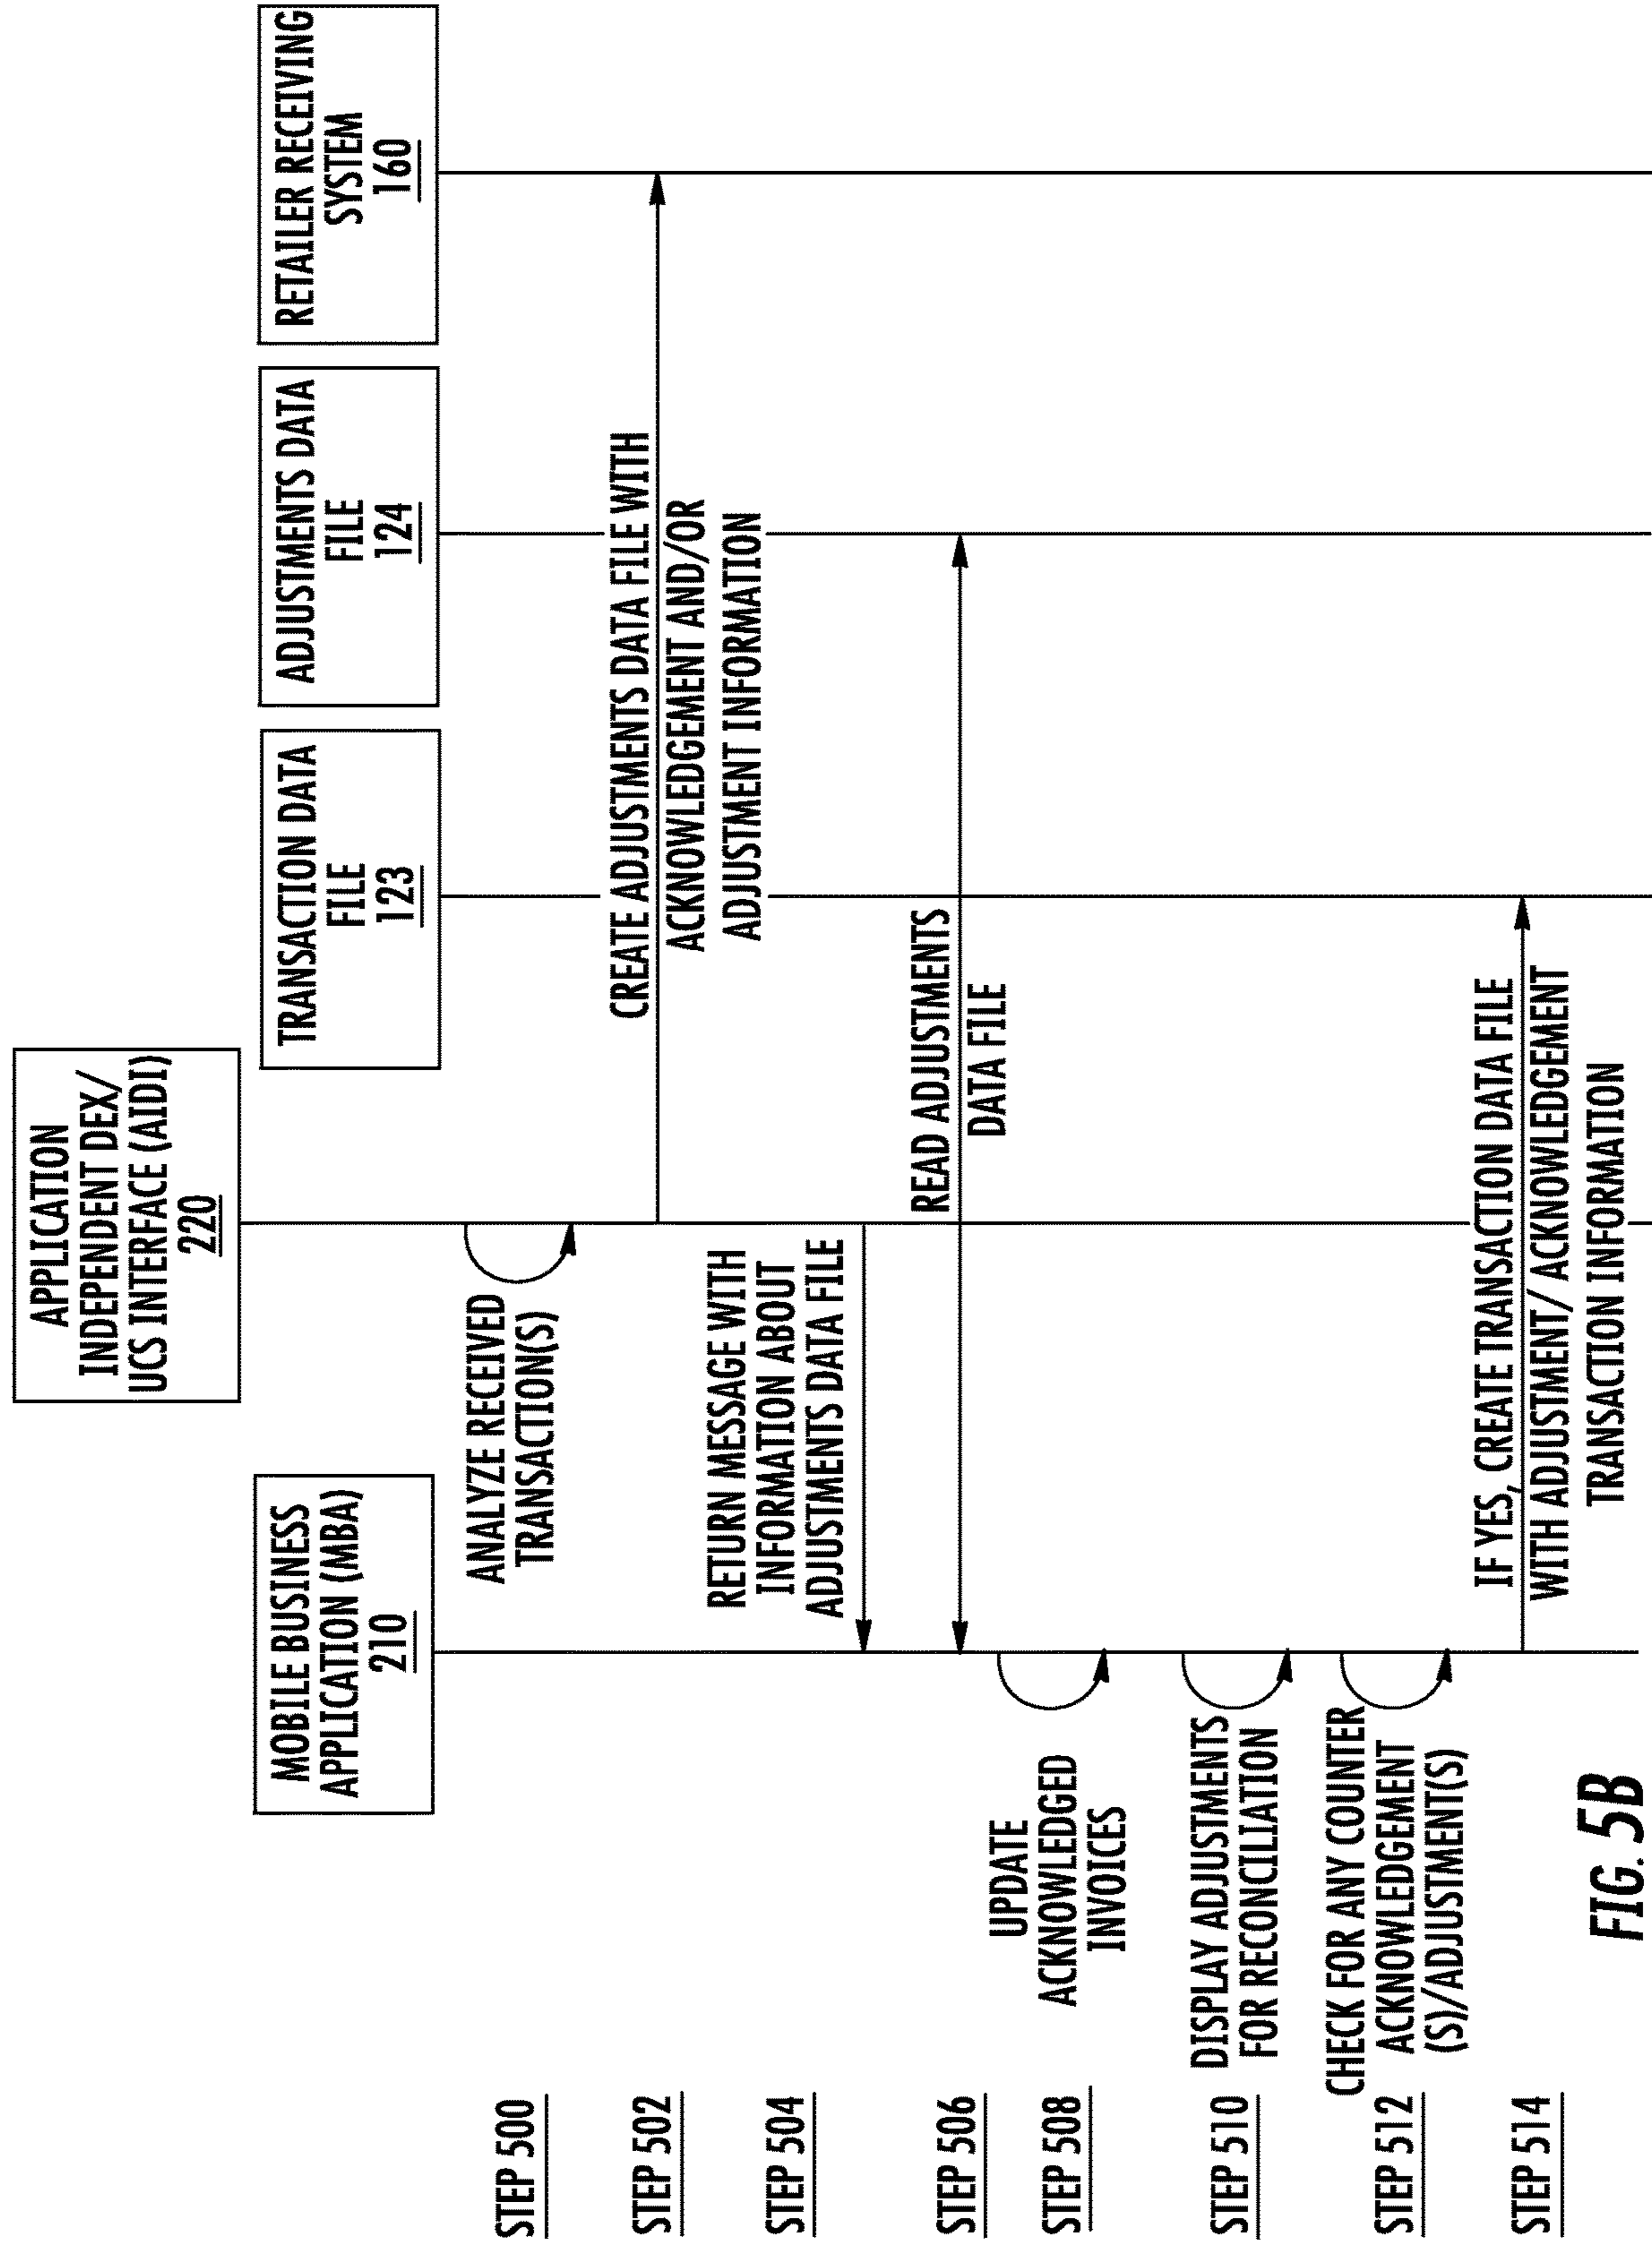 APPLICATION
INDEPENDENT DEX/
UCS INTERFACE (AIDI)
220
MOBILE BUSINESS
APPLICATION (MBA)
210
TRANSACTION DATA
FILE
123
ADJUSTMENTS DATA
FILE
124
RETAILER RECEIVING
SYSTEM
160
STEP 500
ANALYZE RECEIVED
TRANSACTION(S)
STEP 502
CREATE ADJUSTMENTS DATA FILE WITH
ACKNOWLEDGEMENT AND/OR
ADJUSTMENT INFORMATION
STEP 504
RETURN MESSAGE WITH
INFORMATION ABOUT
ADJUSTMENTS DATA FILE
STEP 506
READ ADJUSTMENTS
DATA FILE
STEP 508
UPDATE
ACKNOWLEDGED
INVOICES
STEP 510
DISPLAY ADJUSTMENTS
FOR RECONCILIATION
STEP 512
CHECK FOR ANY COUNTER
ACKNOWLEDGEMENT
(S)/ADJUSTMENT(S)
STEP 514
IF YES, CREATE TRANSACTION DATA FILE
WITH ADJUSTMENT/ ACKNOWLEDGEMENT
TRANSACTION INFORMATION
FIG. 5B